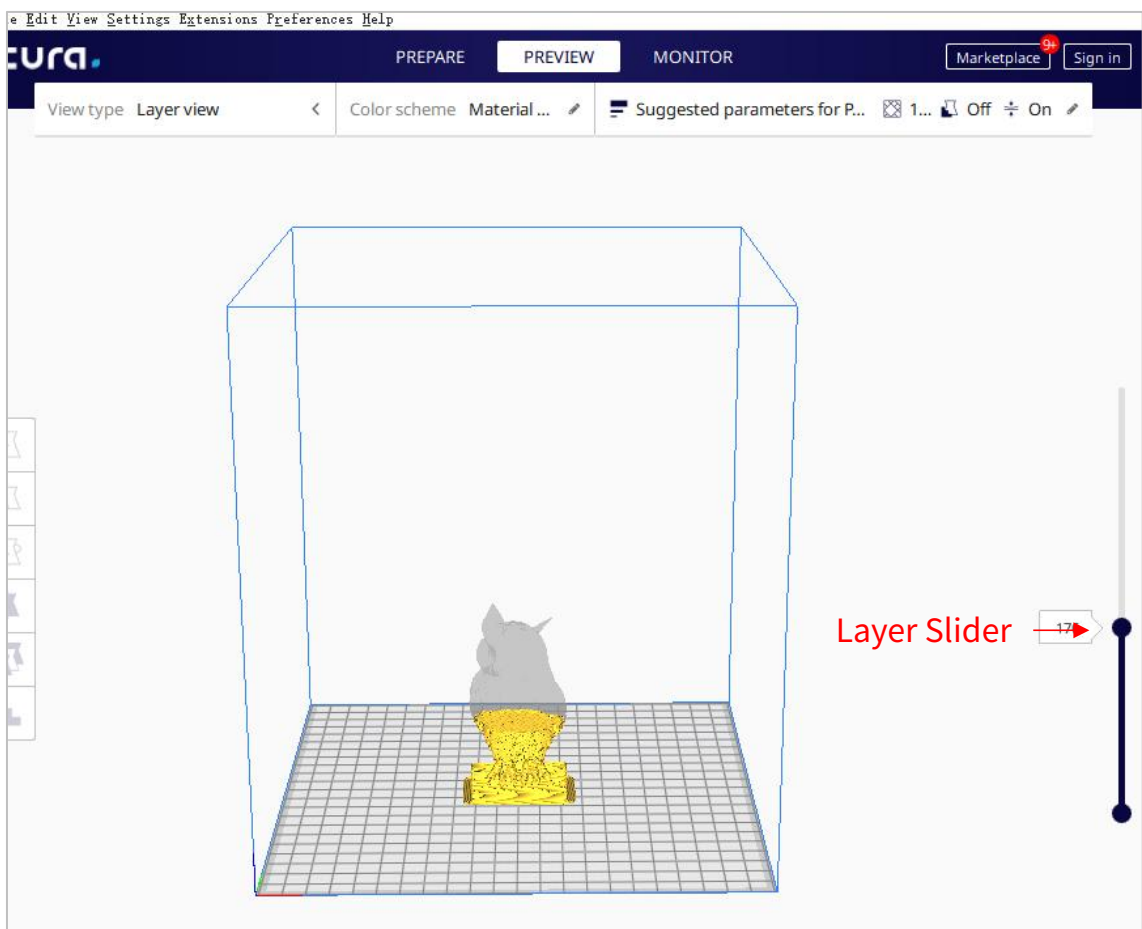 e Edit View Settings Extensions Preferences Help
cura.
PREPARE PREVIEW MONITOR
Marketplace 9+ Sign in
View type Layer view < Color scheme Material ... Suggested parameters for P... 1... Off On
Layer Slider